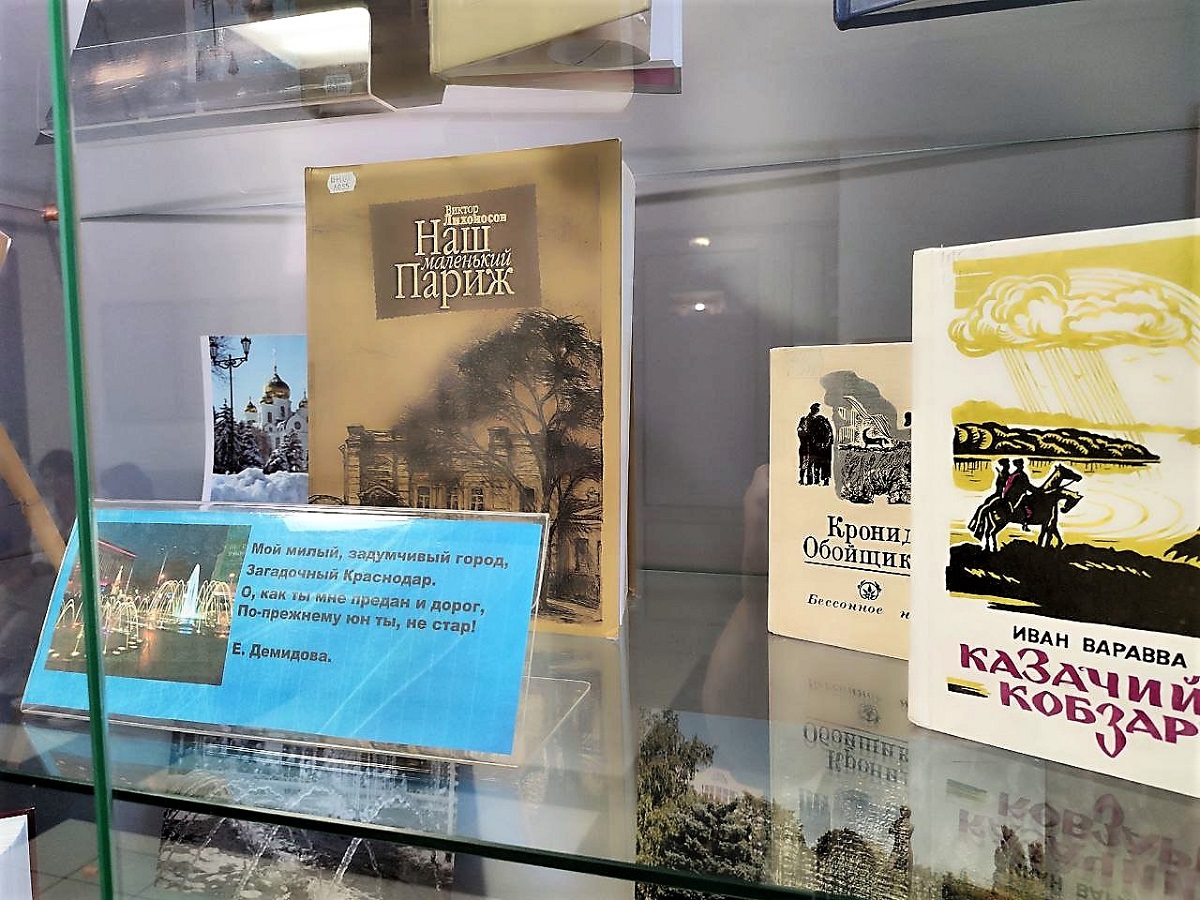 Виктор
Лихоносов
Наш
маленький
Париж
Мой милый, задумчивый город,
Загадочный Краснодар.
О, как ты мне предан и дорог,
По-прежнему юн ты, не стар!
Е. Демидова.
Кронид
Обойщик
Бессонное
ИВАН ВАРАВВА
КАЗАЧИЙ
КОБЗАР